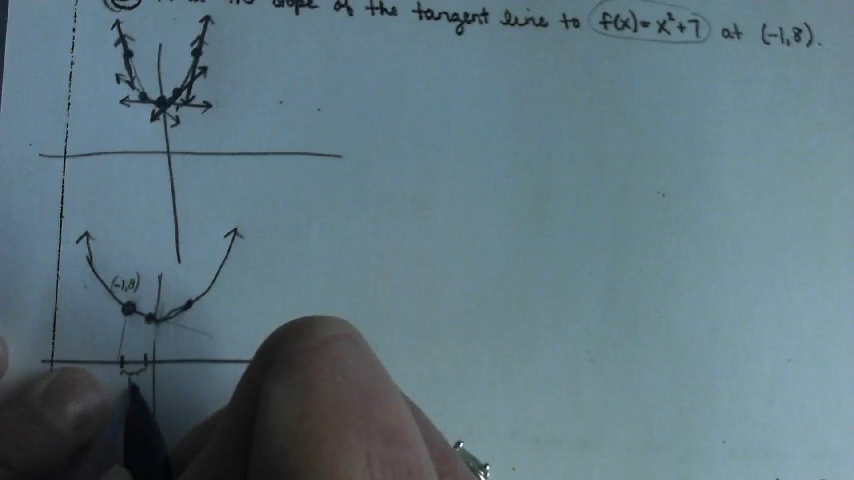 the slope of the tangent line to f(x)=x²+7 at (-1,8).
(-1,8)